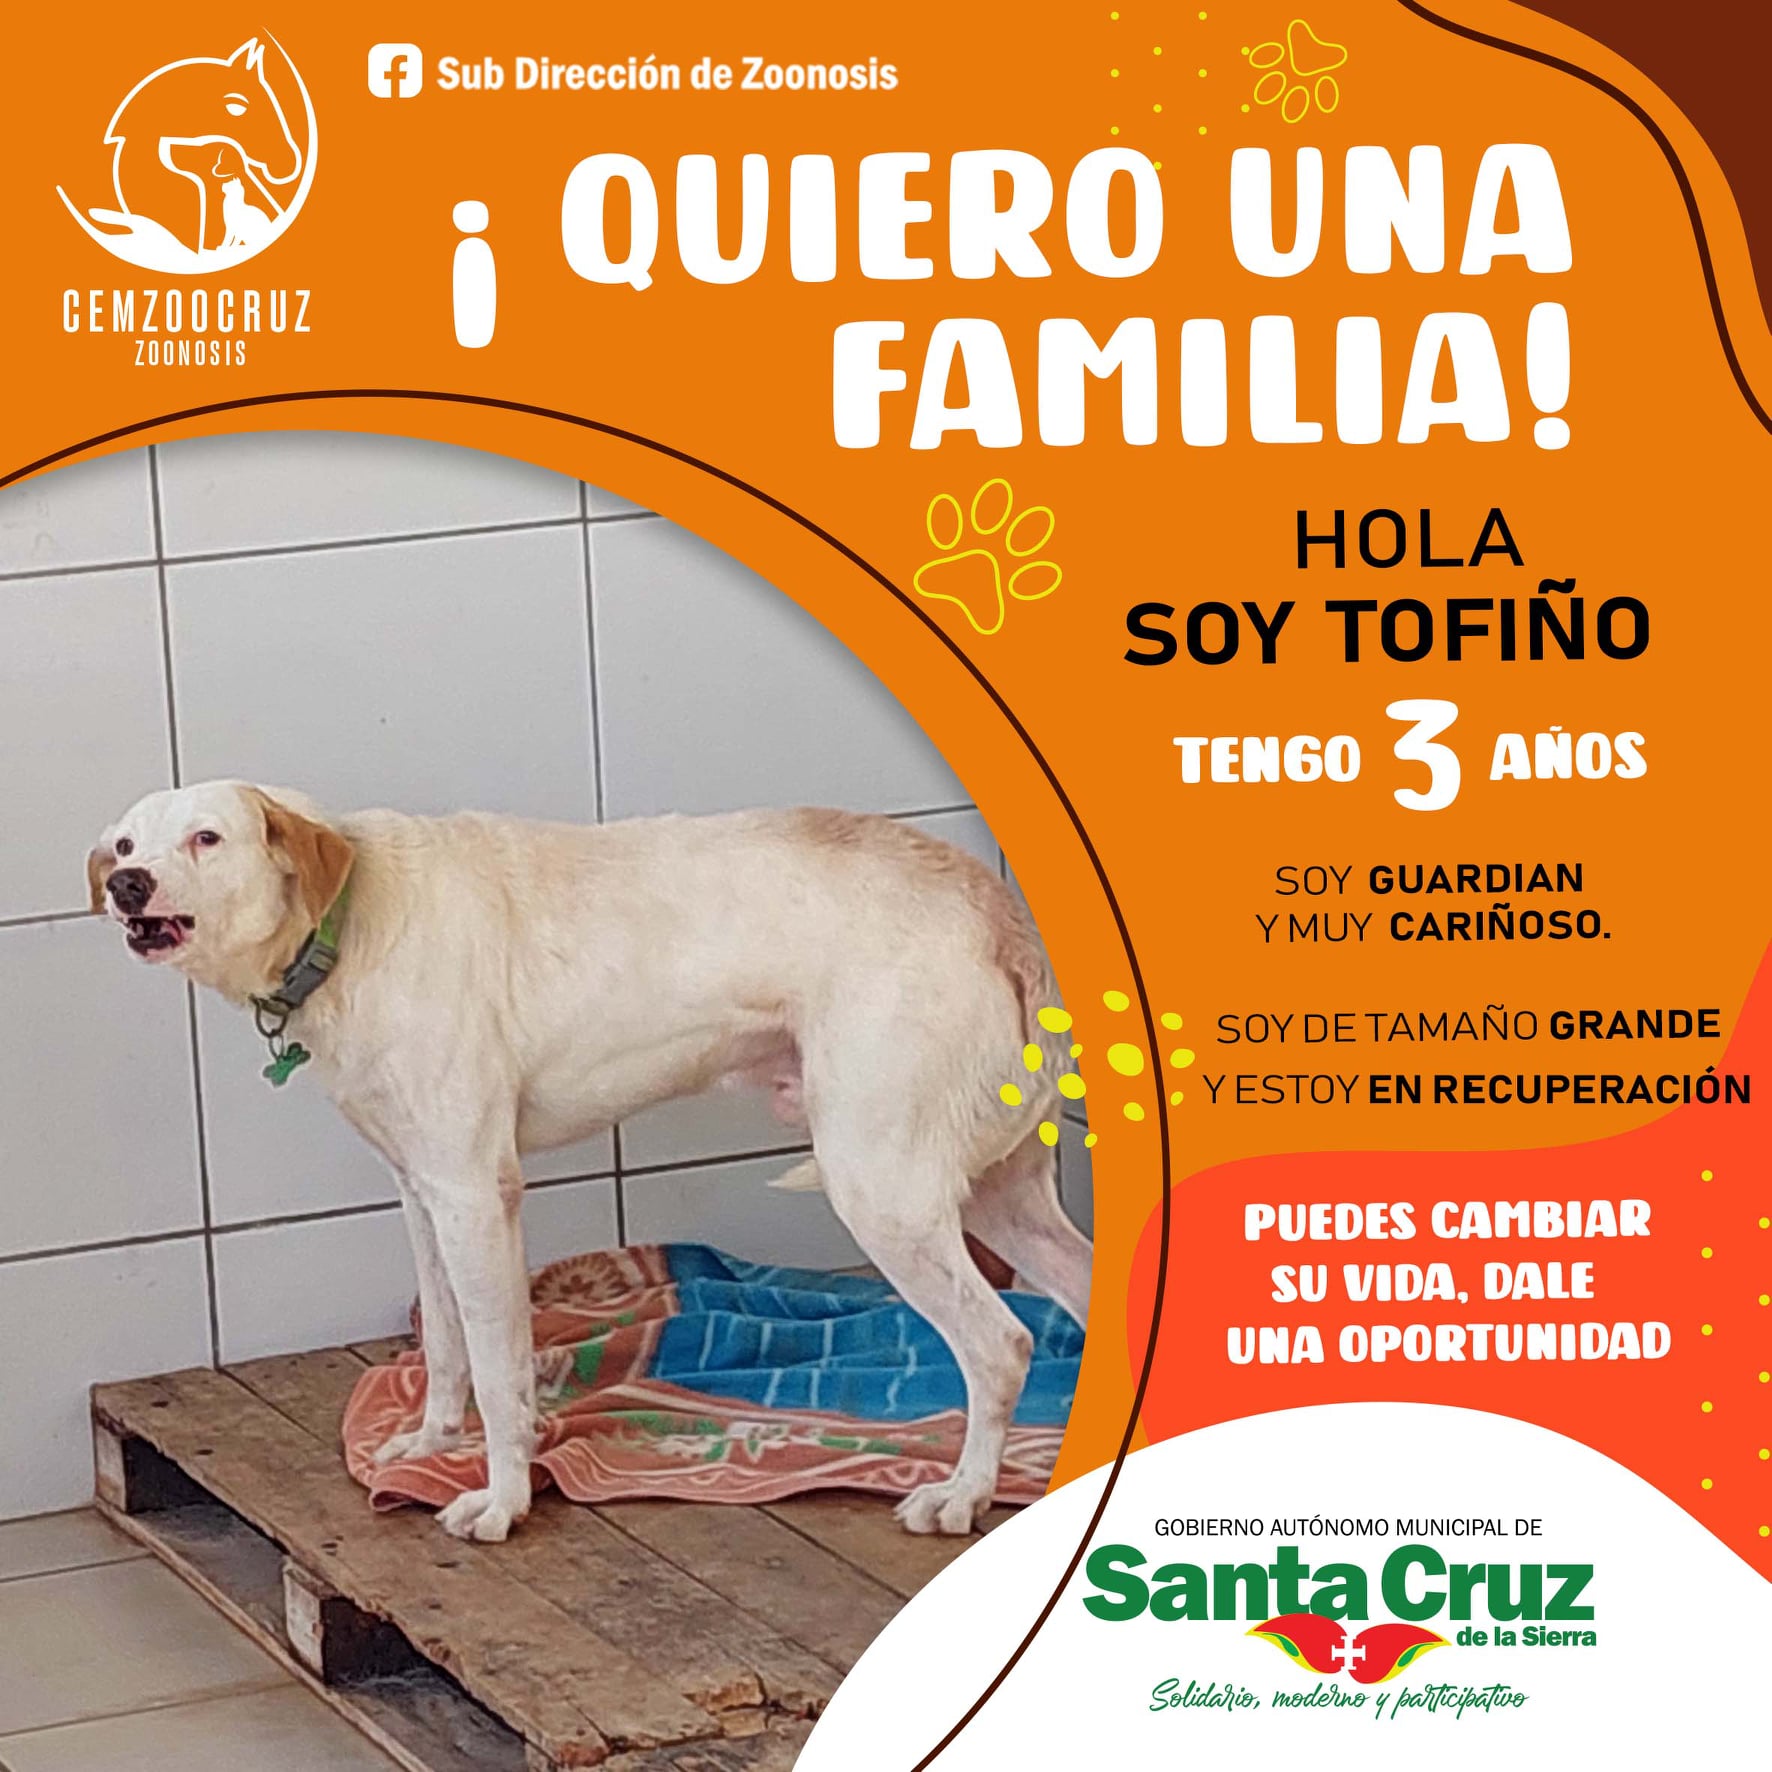 Sub Dirección de Zoonosis
CEMZOOCRUZ
ZOONOSIS
¡QUIERO UNA
FAMILIA!
HOLA
SOY TOFIÑO
TENGO 3 AÑOS
SOY GUARDIAN
Y MUY CARIÑOSO.
SOY DE TAMAÑO GRANDE
Y ESTOY EN RECUPERACIÓN
PUEDES CAMBIAR
SU VIDA, DALE
UNA OPORTUNIDAD
GOBIERNO AUTÓNOMO MUNICIPAL DE
Santa Cruz
de la Sierra
Solidario, moderno y participativo